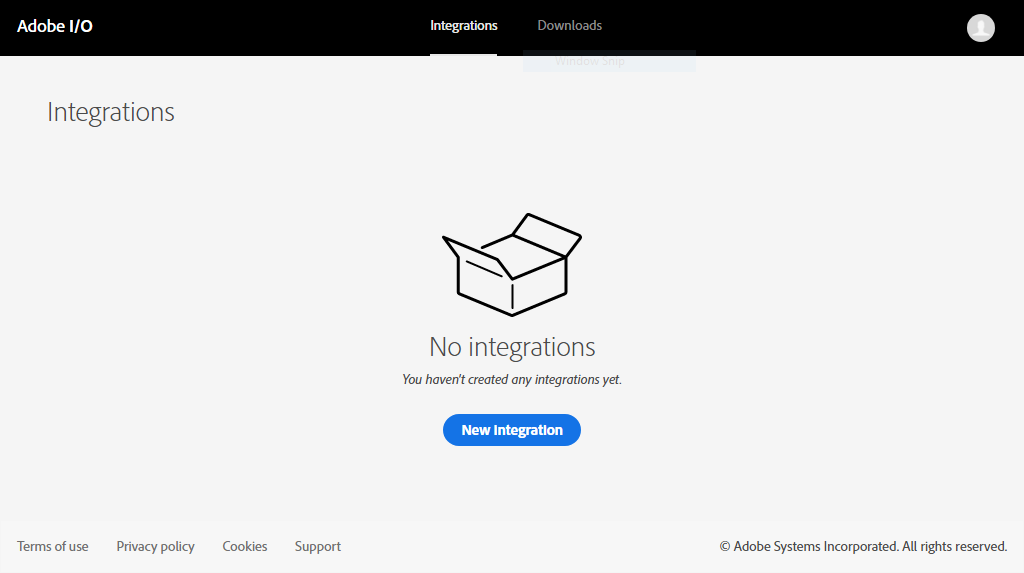 Adobe I/O
Integrations
Downloads
Window Snip
Integrations
No integrations
You haven't created any integrations yet.
New Integration
Terms of use
Privacy policy
Cookies
Support
© Adobe Systems Incorporated. All rights reserved.